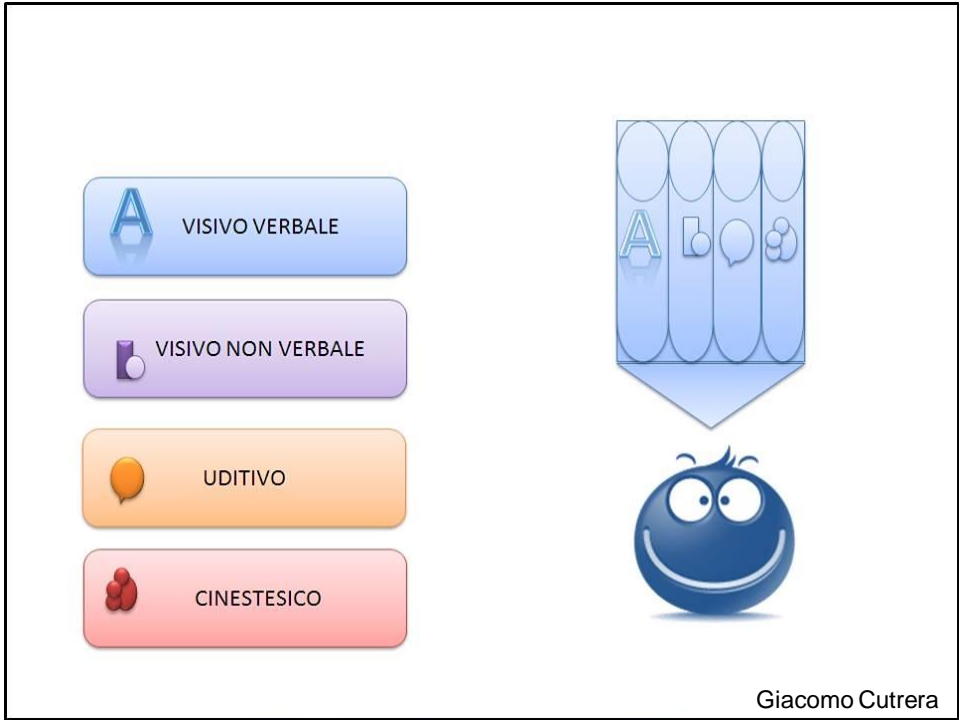 A
VISIVO VERBALE
VISIVO NON VERBALE
UDITIVO
CINESTESICO
A
Giacomo Cutrera